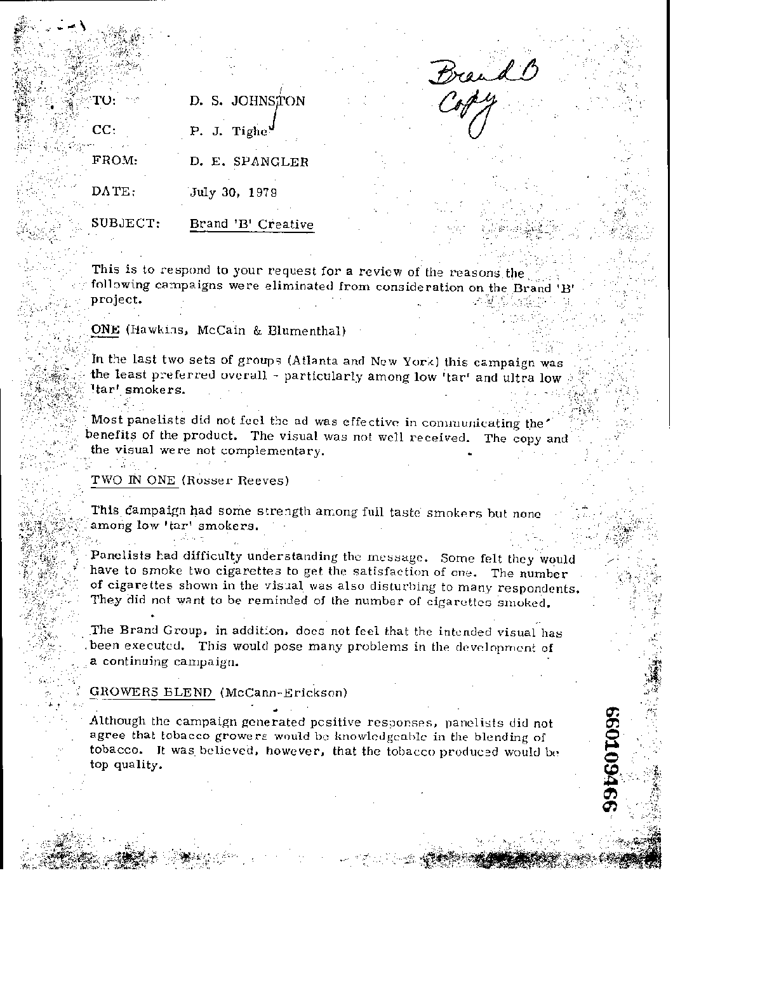 Brand B
Copy
TO: D. S. JOHNSTON
CC: P. J. Tighe
FROM: D. E. SPANGLER
DATE: July 30, 1979
SUBJECT: Brand 'B' Creative
This is to respond to your request for a review of the reasons the
following campaigns were eliminated from consideration on the Brand 'B'
project.
ONE (Hawkins, McCain & Blumenthal)
In the last two sets of groups (Atlanta and New York) this campaign was
the least preferred overall - particularly among low 'tar' and ultra low
'tar' smokers.
Most panelists did not feel the ad was effective in communicating the
benefits of the product. The visual was not well received. The copy and
the visual were not complementary.
TWO IN ONE (Rosser Reeves)
This campaign had some strength among full taste smokers but none
among low 'tar' smokers.
Panelists had difficulty understanding the message. Some felt they would
have to smoke two cigarettes to get the satisfaction of one. The number
of cigarettes shown in the visual was also disturbing to many respondents.
They did not want to be reminded of the number of cigarettes smoked.
The Brand Group, in addition, does not feel that the intended visual has
been executed. This would pose many problems in the development of
a continuing campaign.
GROWERS BLEND (McCann-Erickson)
Although the campaign generated positive responses, panelists did not
agree that tobacco growers would be knowledgeable in the blending of
tobacco. It was believed, however, that the tobacco produced would be
top quality.
660109466